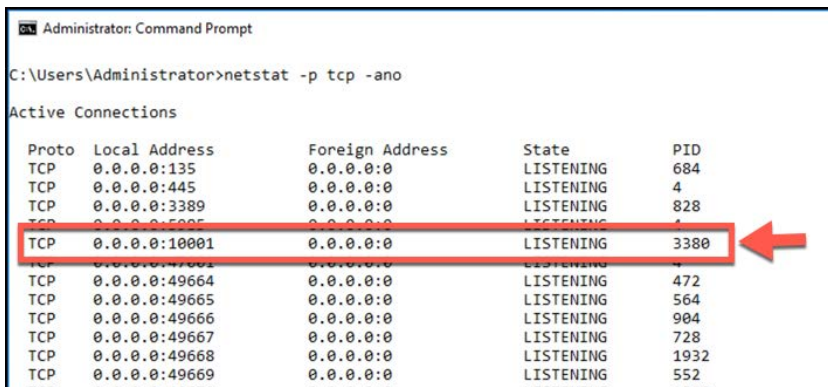 Administrator: Command Prompt
C:\Users\Administrator>netstat -p tcp -ano
Active Connections
Proto Local Address Foreign Address State PID
TCP 0.0.0.0:135 0.0.0.0:0 LISTENING 684
TCP 0.0.0.0:445 0.0.0.0:0 LISTENING 4
TCP 0.0.0.0:3389 0.0.0.0:0 LISTENING 828
TCP 0.0.0.0:10001 0.0.0.0:0 LISTENING 3380
TCP 0.0.0.0:49664 0.0.0.0:0 LISTENING 472
TCP 0.0.0.0:49665 0.0.0.0:0 LISTENING 564
TCP 0.0.0.0:49666 0.0.0.0:0 LISTENING 904
TCP 0.0.0.0:49667 0.0.0.0:0 LISTENING 728
TCP 0.0.0.0:49668 0.0.0.0:0 LISTENING 1932
TCP 0.0.0.0:49669 0.0.0.0:0 LISTENING 552